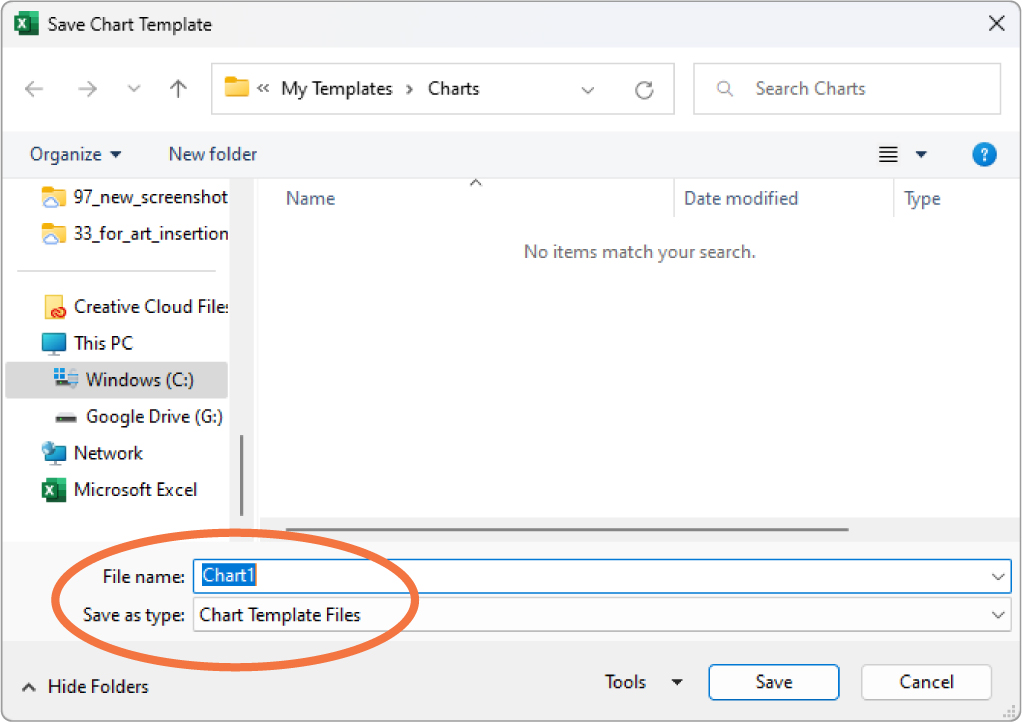 Save Chart Template
« My Templates > Charts
Search Charts
Organize
New folder
?
97_new_screenshot
33_for_art_insertion
Creative Cloud Files
This PC
Windows (C:)
Google Drive (G:)
Network
Microsoft Excel
Name
Date modified
Type
No items match your search.
File name: Chart1
Save as type: Chart Template Files
Hide Folders
Tools
Save
Cancel